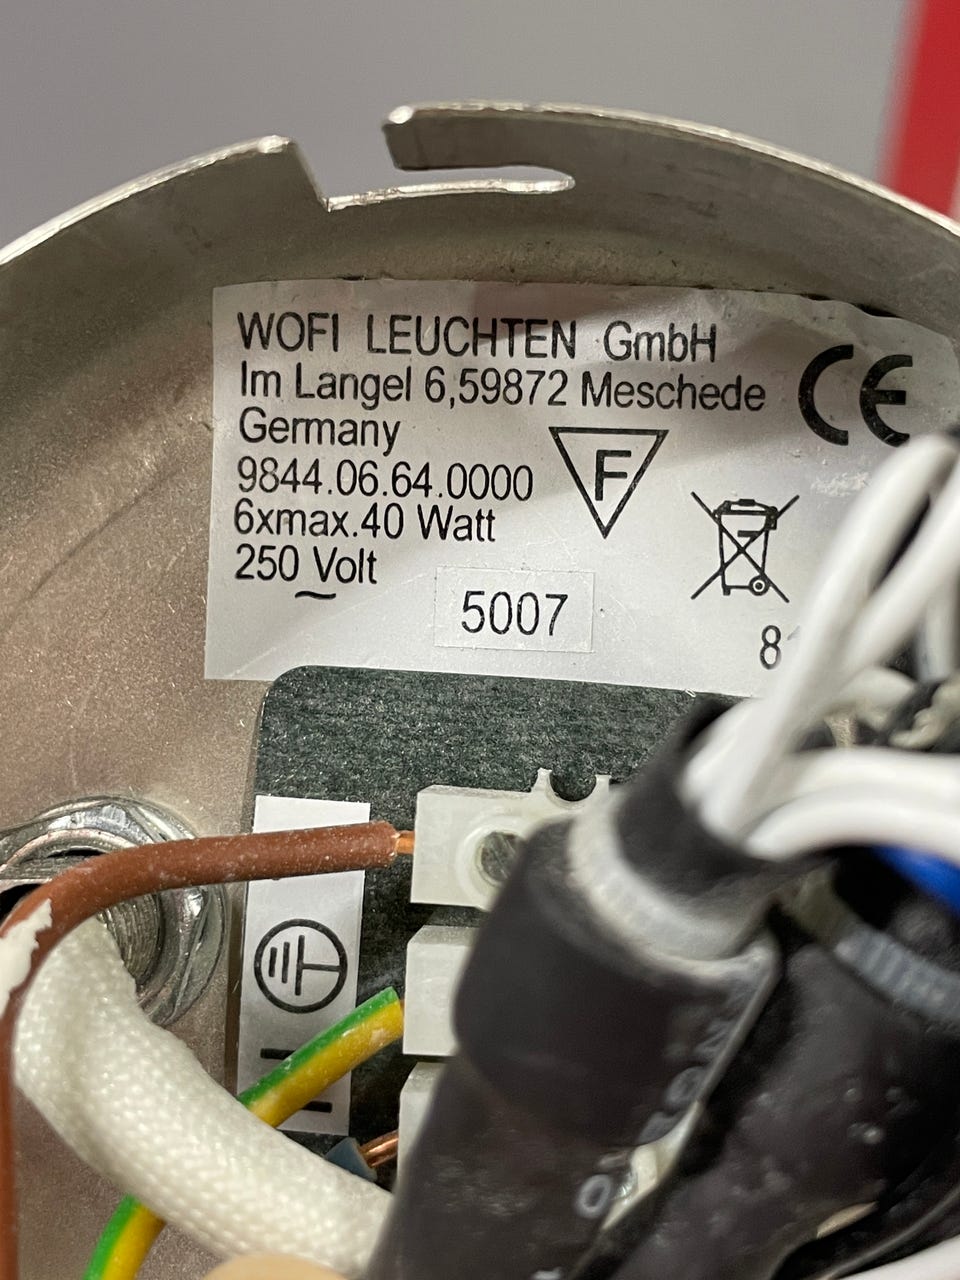 WOFI LEUCHTEN GmbH
Im Langel 6,59872 Meschede
Germany
9844.06.64.0000
6xmax.40 Watt
250 Volt
~
5007
CE
F
8
L
N